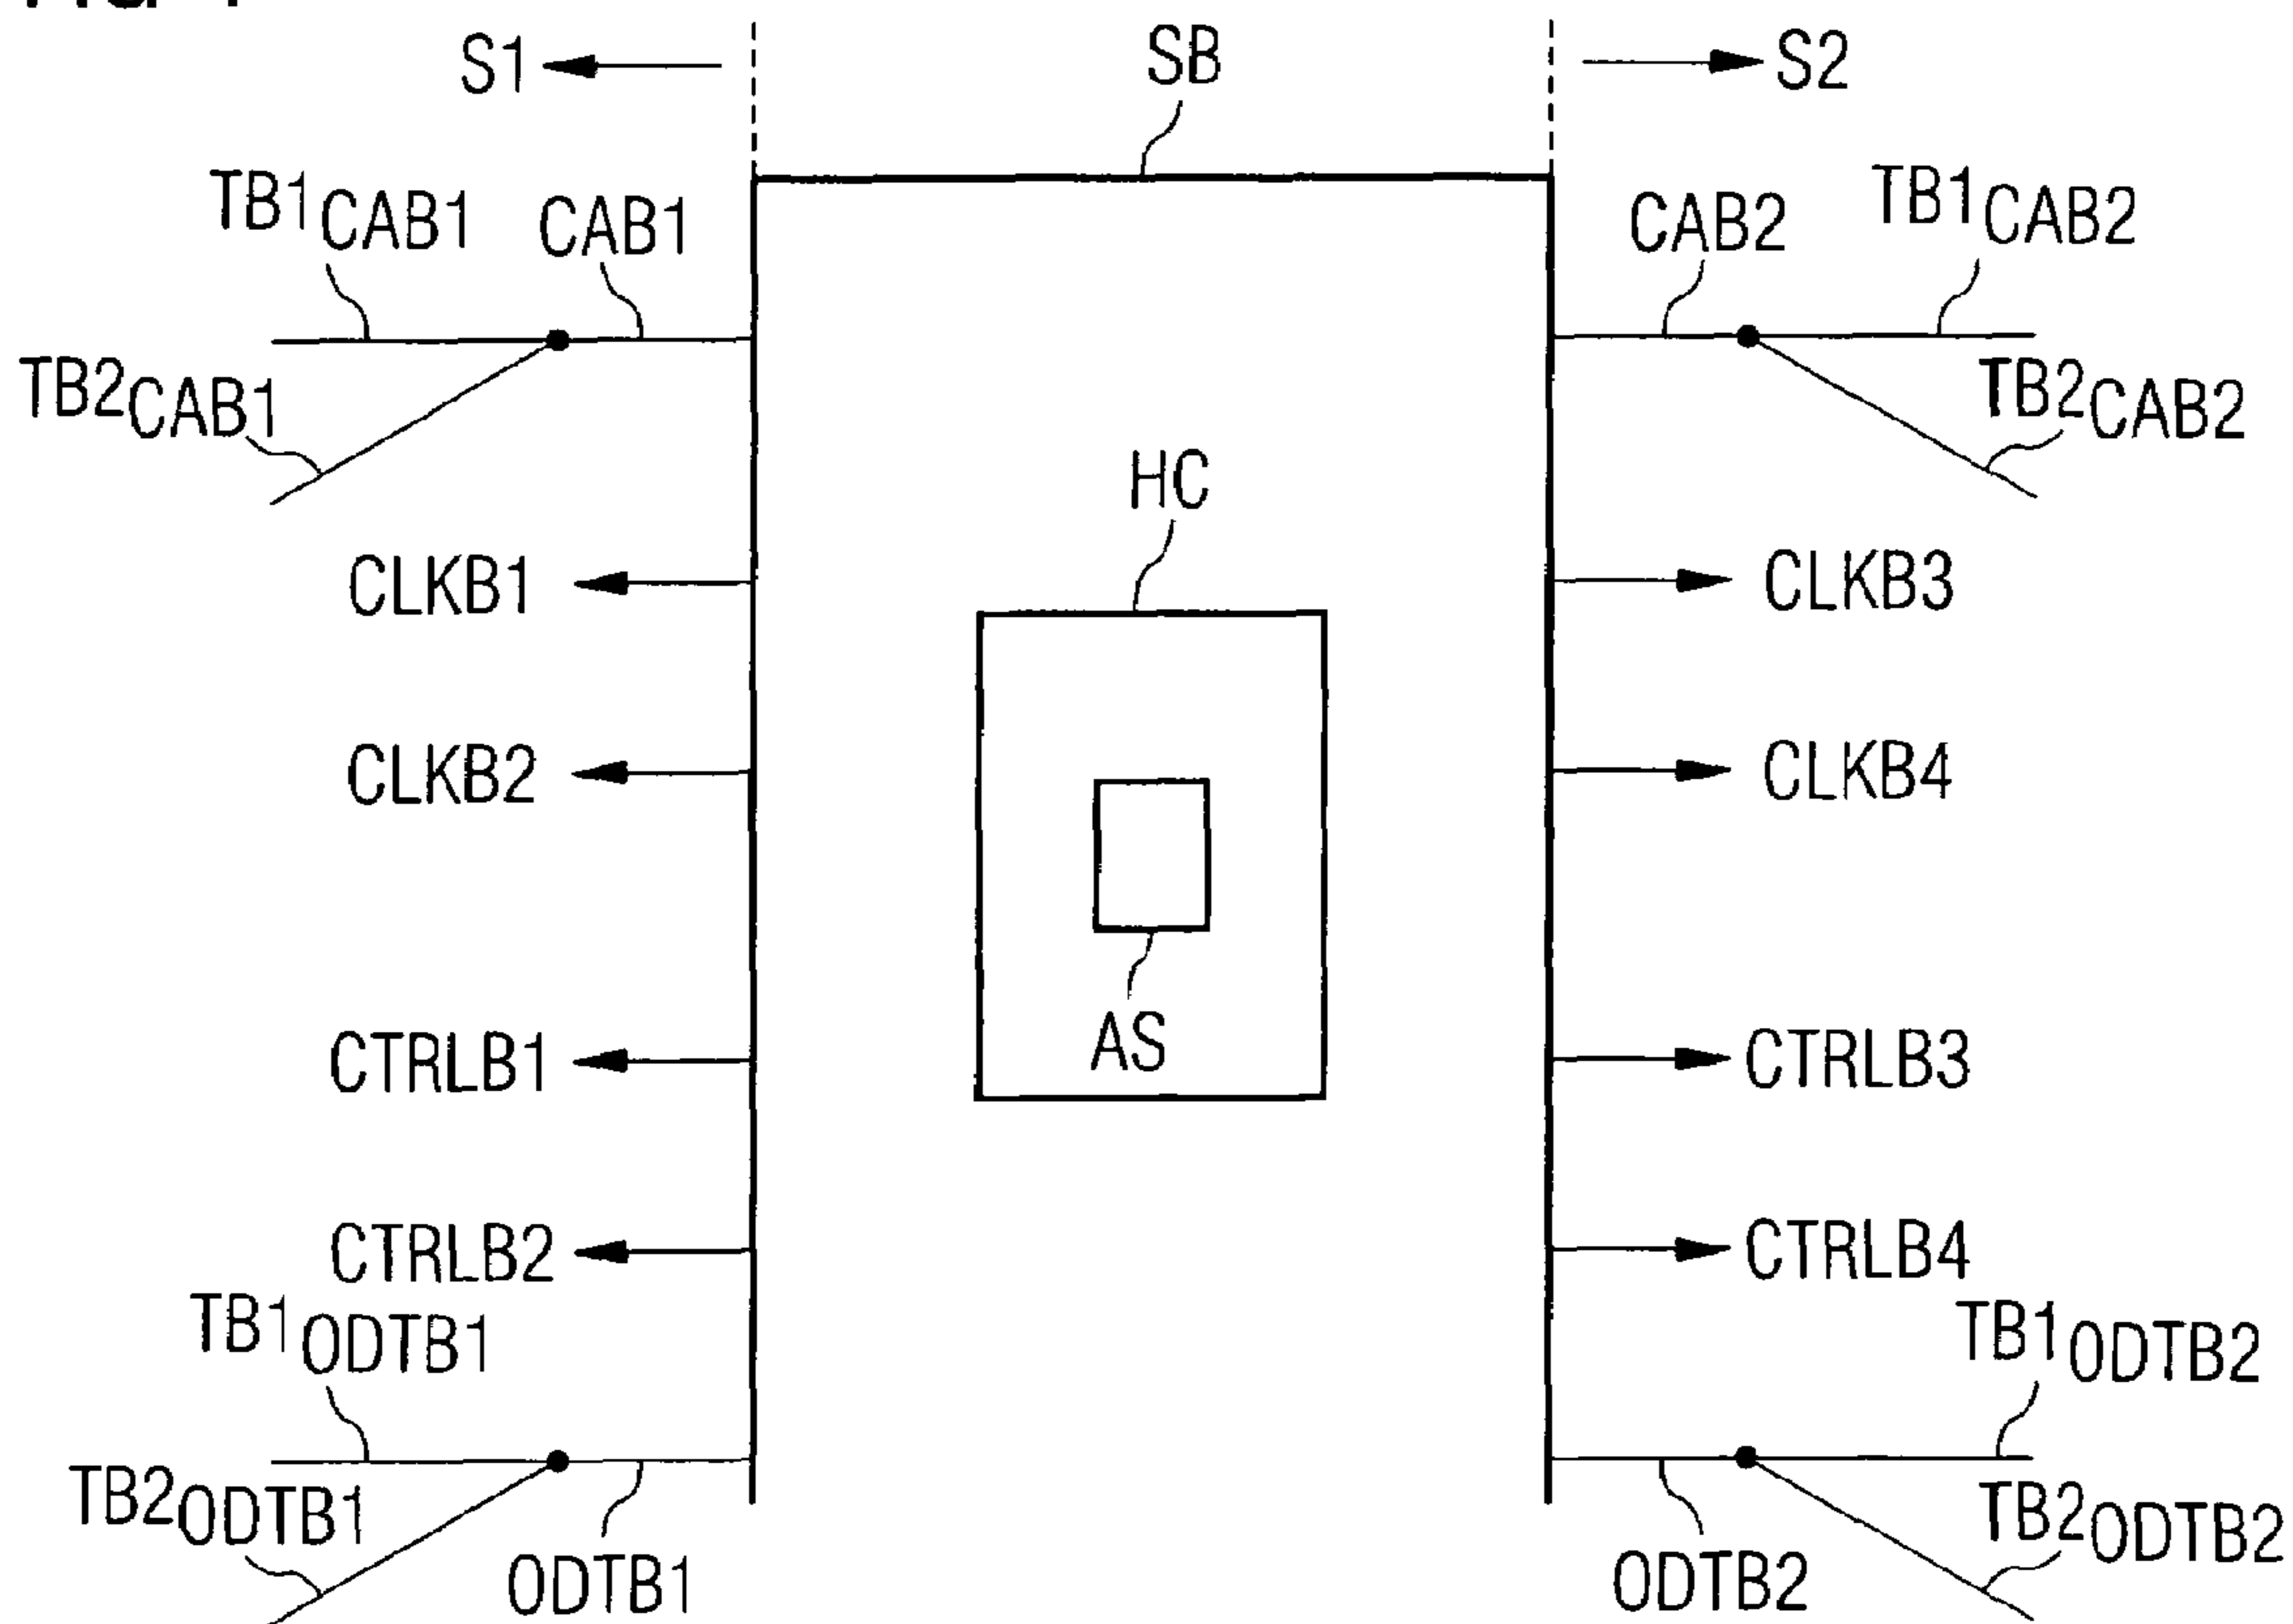 S1
SB
S2
TB1CAB1
CAB1
CAB2
TB1CAB2
TB2CAB1
TB2CAB2
HC
CLKB1
CLKB3
CLKB2
CLKB4
AS
CTRLB1
CTRLB3
CTRLB2
CTRLB4
TB1ODTB1
TB1ODTB2
TB2ODTB1
TB2ODTB2
ODTB1
ODTB2